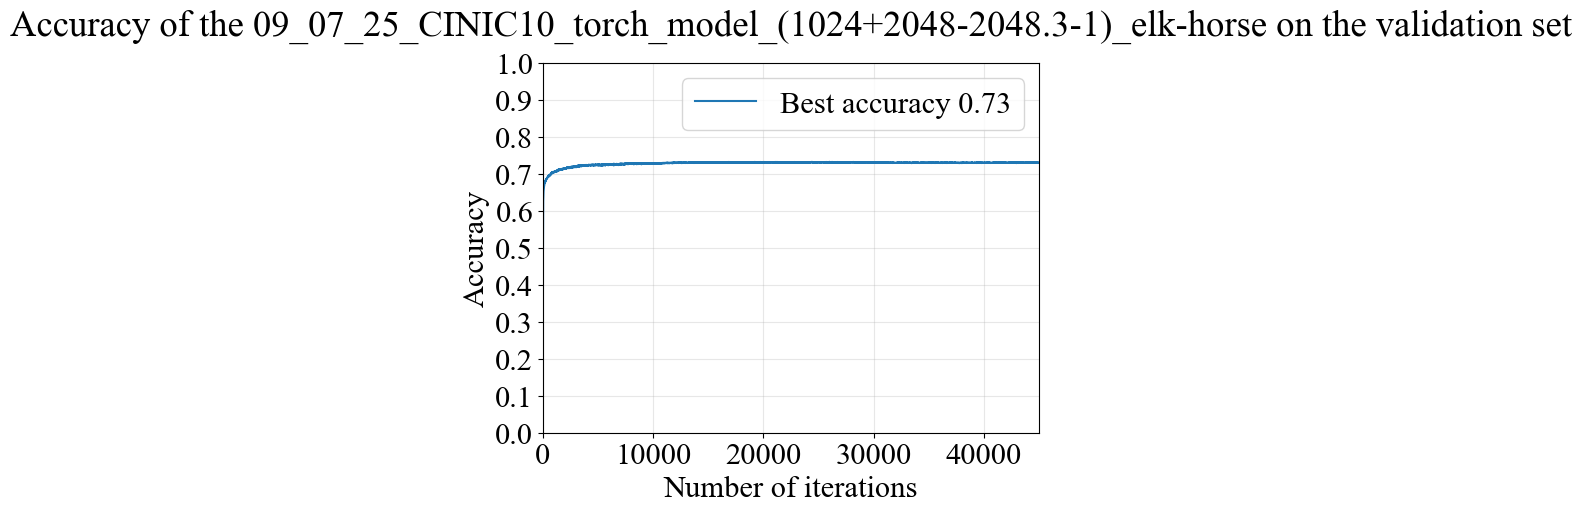 Accuracy of the 09_07_25_CINIC10_torch_model_(1024+2048-2048.3-1)_elk-horse on the validation set
Best accuracy 0.73
1.0
0.9
0.8
0.7
0.6
0.5
0.4
0.3
0.2
0.1
0.0
Accuracy
0 10000 20000 30000 40000
Number of iterations